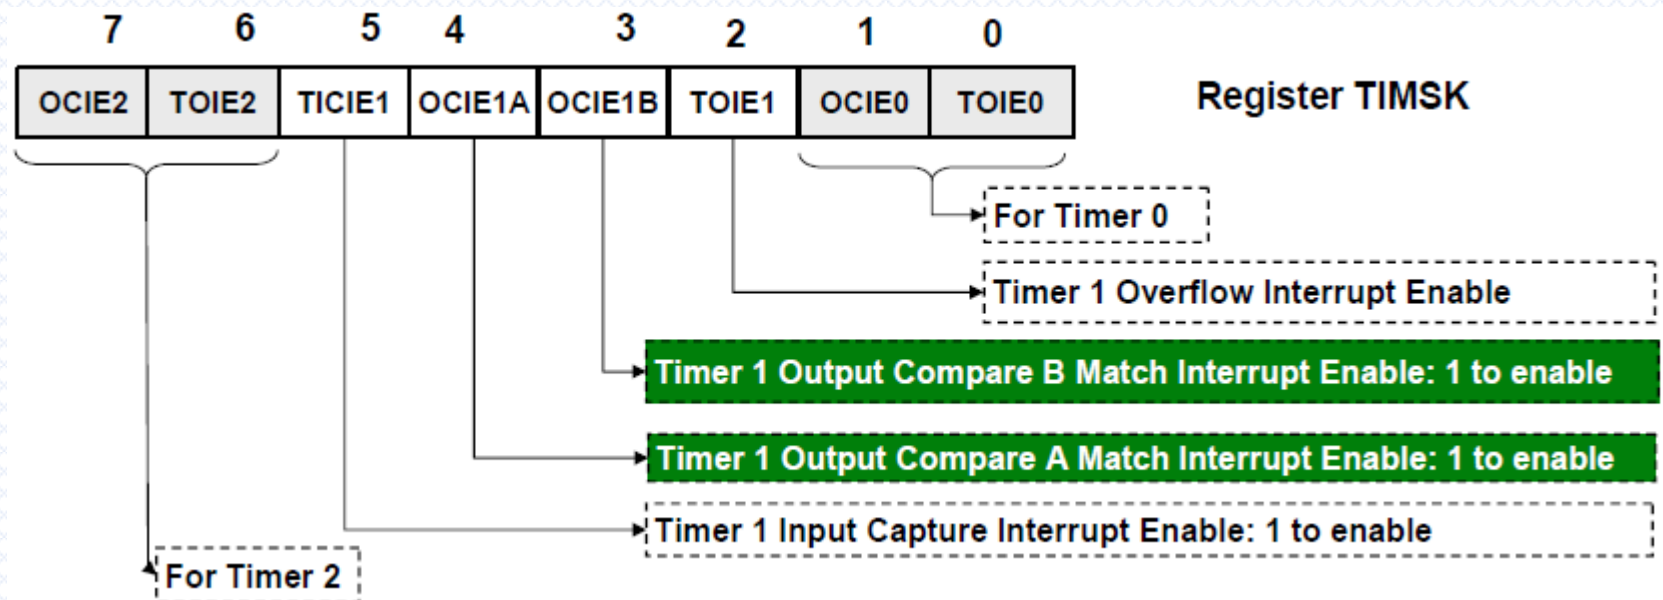 7 6 5 4 3 2 1 0
OCIE2 TOIE2 TICIE1 OCIE1A OCIE1B TOIE1 OCIE0 TOIE0 Register TIMSK
For Timer 0
Timer 1 Overflow Interrupt Enable
Timer 1 Output Compare B Match Interrupt Enable: 1 to enable
Timer 1 Output Compare A Match Interrupt Enable: 1 to enable
Timer 1 Input Capture Interrupt Enable: 1 to enable
For Timer 2